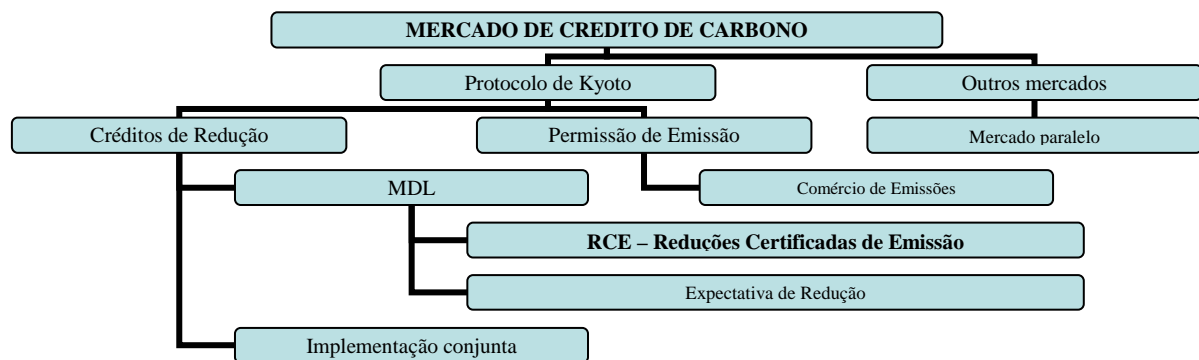 MERCADO DE CREDITO DE CARBONO
Protocolo de Kyoto
Outros mercados
Créditos de Redução
Permissão de Emissão
Mercado paralelo
MDL
Comércio de Emissões
RCE – Reduções Certificadas de Emissão
Expectativa de Redução
Implementação conjunta